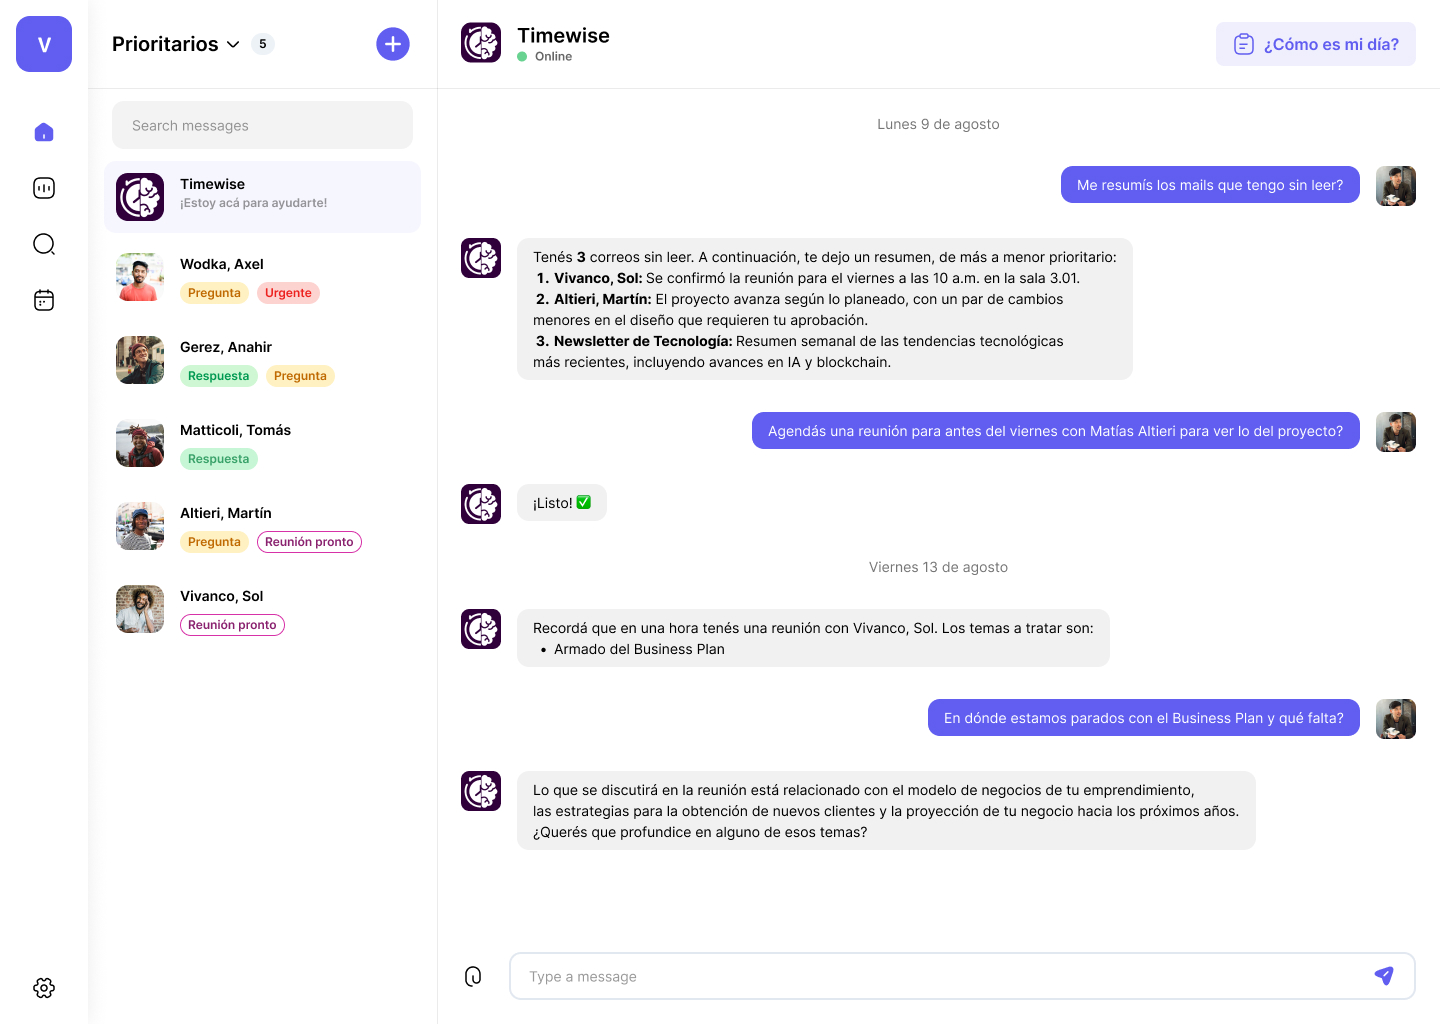 V
Prioritarios 5
Search messages
Timewise
¡Estoy acá para ayudarte!
Wodka, Axel
Pregunta Urgente
Gerez, Anahir
Respuesta Pregunta
Matticoli, Tomás
Respuesta
Altieri, Martín
Pregunta Reunión pronto
Vivanco, Sol
Reunión pronto
Timewise
Online
¿Cómo es mi día?
Lunes 9 de agosto
Me resumís los mails que tengo sin leer?
Tenés 3 correos sin leer. A continuación, te dejo un resumen, de más a menor prioritario:
1. Vivanco, Sol: Se confirmó la reunión para el viernes a las 10 a.m. en la sala 3.01.
2. Altieri, Martín: El proyecto avanza según lo planeado, con un par de cambios
menores en el diseño que requieren tu aprobación.
3. Newsletter de Tecnología: Resumen semanal de las tendencias tecnológicas
más recientes, incluyendo avances en IA y blockchain.
Agendás una reunión para antes del viernes con Matías Altieri para ver lo del proyecto?
¡Listo! ✅
Viernes 13 de agosto
Recordá que en una hora tenés una reunión con Vivanco, Sol. Los temas a tratar son:
• Armado del Business Plan
En dónde estamos parados con el Business Plan y qué falta?
Lo que se discutirá en la reunión está relacionado con el modelo de negocios de tu emprendimiento,
las estrategias para la obtención de nuevos clientes y la proyección de tu negocio hacia los próximos años.
¿Querés que profundice en alguno de esos temas?
Type a message